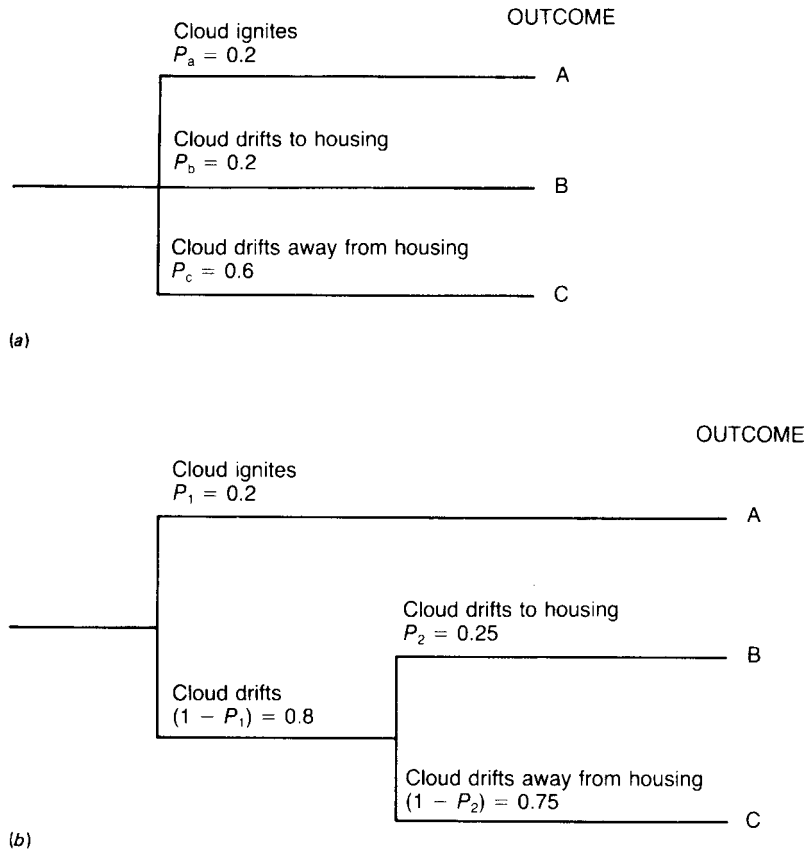 OUTCOME
Cloud ignites
Pa = 0.2
A
Cloud drifts to housing
Pb = 0.2
B
Cloud drifts away from housing
Pc = 0.6
C
(a)
OUTCOME
Cloud ignites
P1 = 0.2
A
Cloud drifts to housing
P2 = 0.25
B
Cloud drifts
(1 − P1) = 0.8
Cloud drifts away from housing
(1 − P2) = 0.75
C
(b)